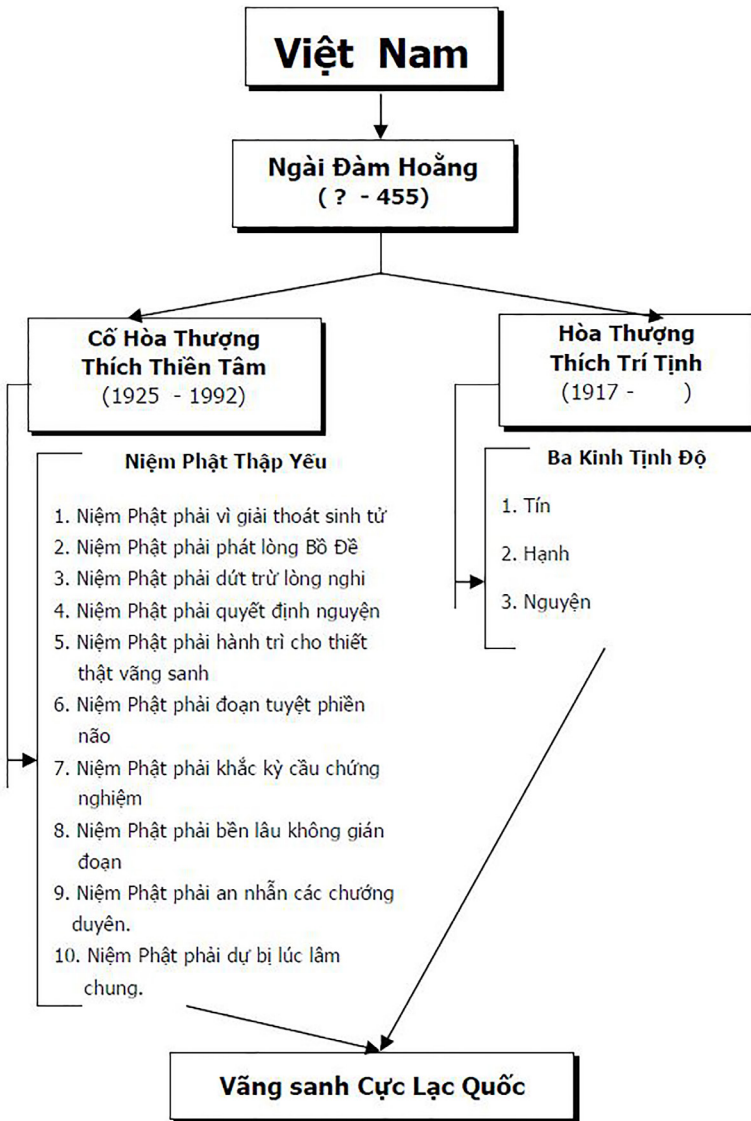 Việt Nam
Ngài Đàm Hoằng
( ? - 455)
Cố Hòa Thượng
Thích Thiền Tâm
(1925 - 1992)
Hòa Thượng
Thích Trí Tịnh
(1917 - )
Niệm Phật Thập Yếu
1. Niệm Phật phải vì giải thoát sinh tử
2. Niệm Phật phải phát lòng Bồ Đề
3. Niệm Phật phải dứt trừ lòng nghi
4. Niệm Phật phải quyết định nguyện
5. Niệm Phật phải hành trì cho thiết
thật vãng sanh
6. Niệm Phật phải đoạn tuyệt phiền
não
7. Niệm Phật phải khắc kỳ cầu chứng
nghiệm
8. Niệm Phật phải bền lâu không gián
đoạn
9. Niệm Phật phải an nhẫn các chướng
duyên.
10. Niệm Phật phải dự bị lúc lâm
chung.
Ba Kinh Tịnh Độ
1. Tín
2. Hạnh
3. Nguyện
Vãng sanh Cực Lạc Quốc